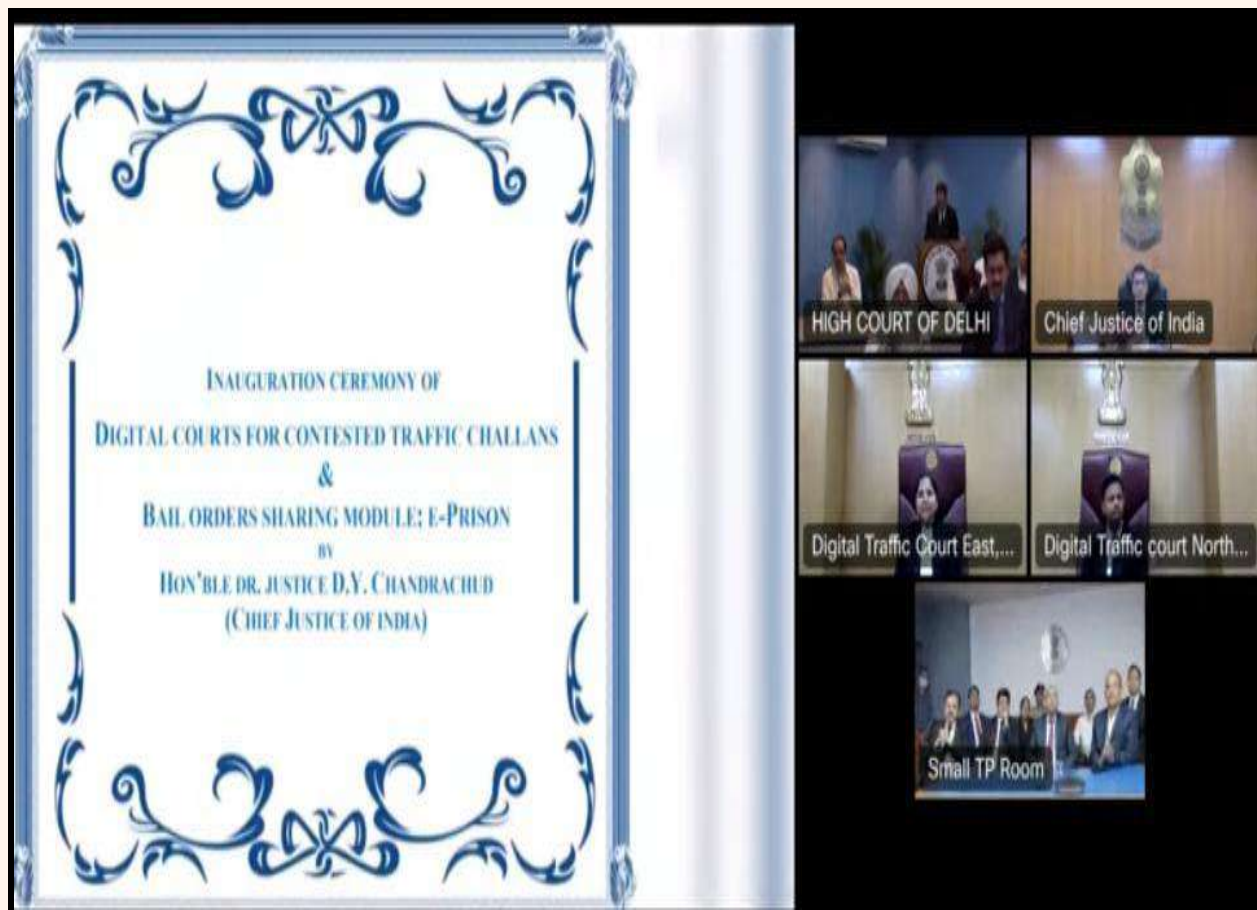 INAUGURATION CEREMONY OF
DIGITAL COURTS FOR CONTESTED TRAFFIC CHALLANS
&
BAIL ORDERS SHARING MODULE: E-PRISON
BY
HON'BLE DR. JUSTICE D.Y. CHANDRACHUD
(CHIEF JUSTICE OF INDIA)
HIGH COURT OF DELHI
Chief Justice of India
Digital Traffic Court East,...
Digital Traffic court North...
Small TP Room